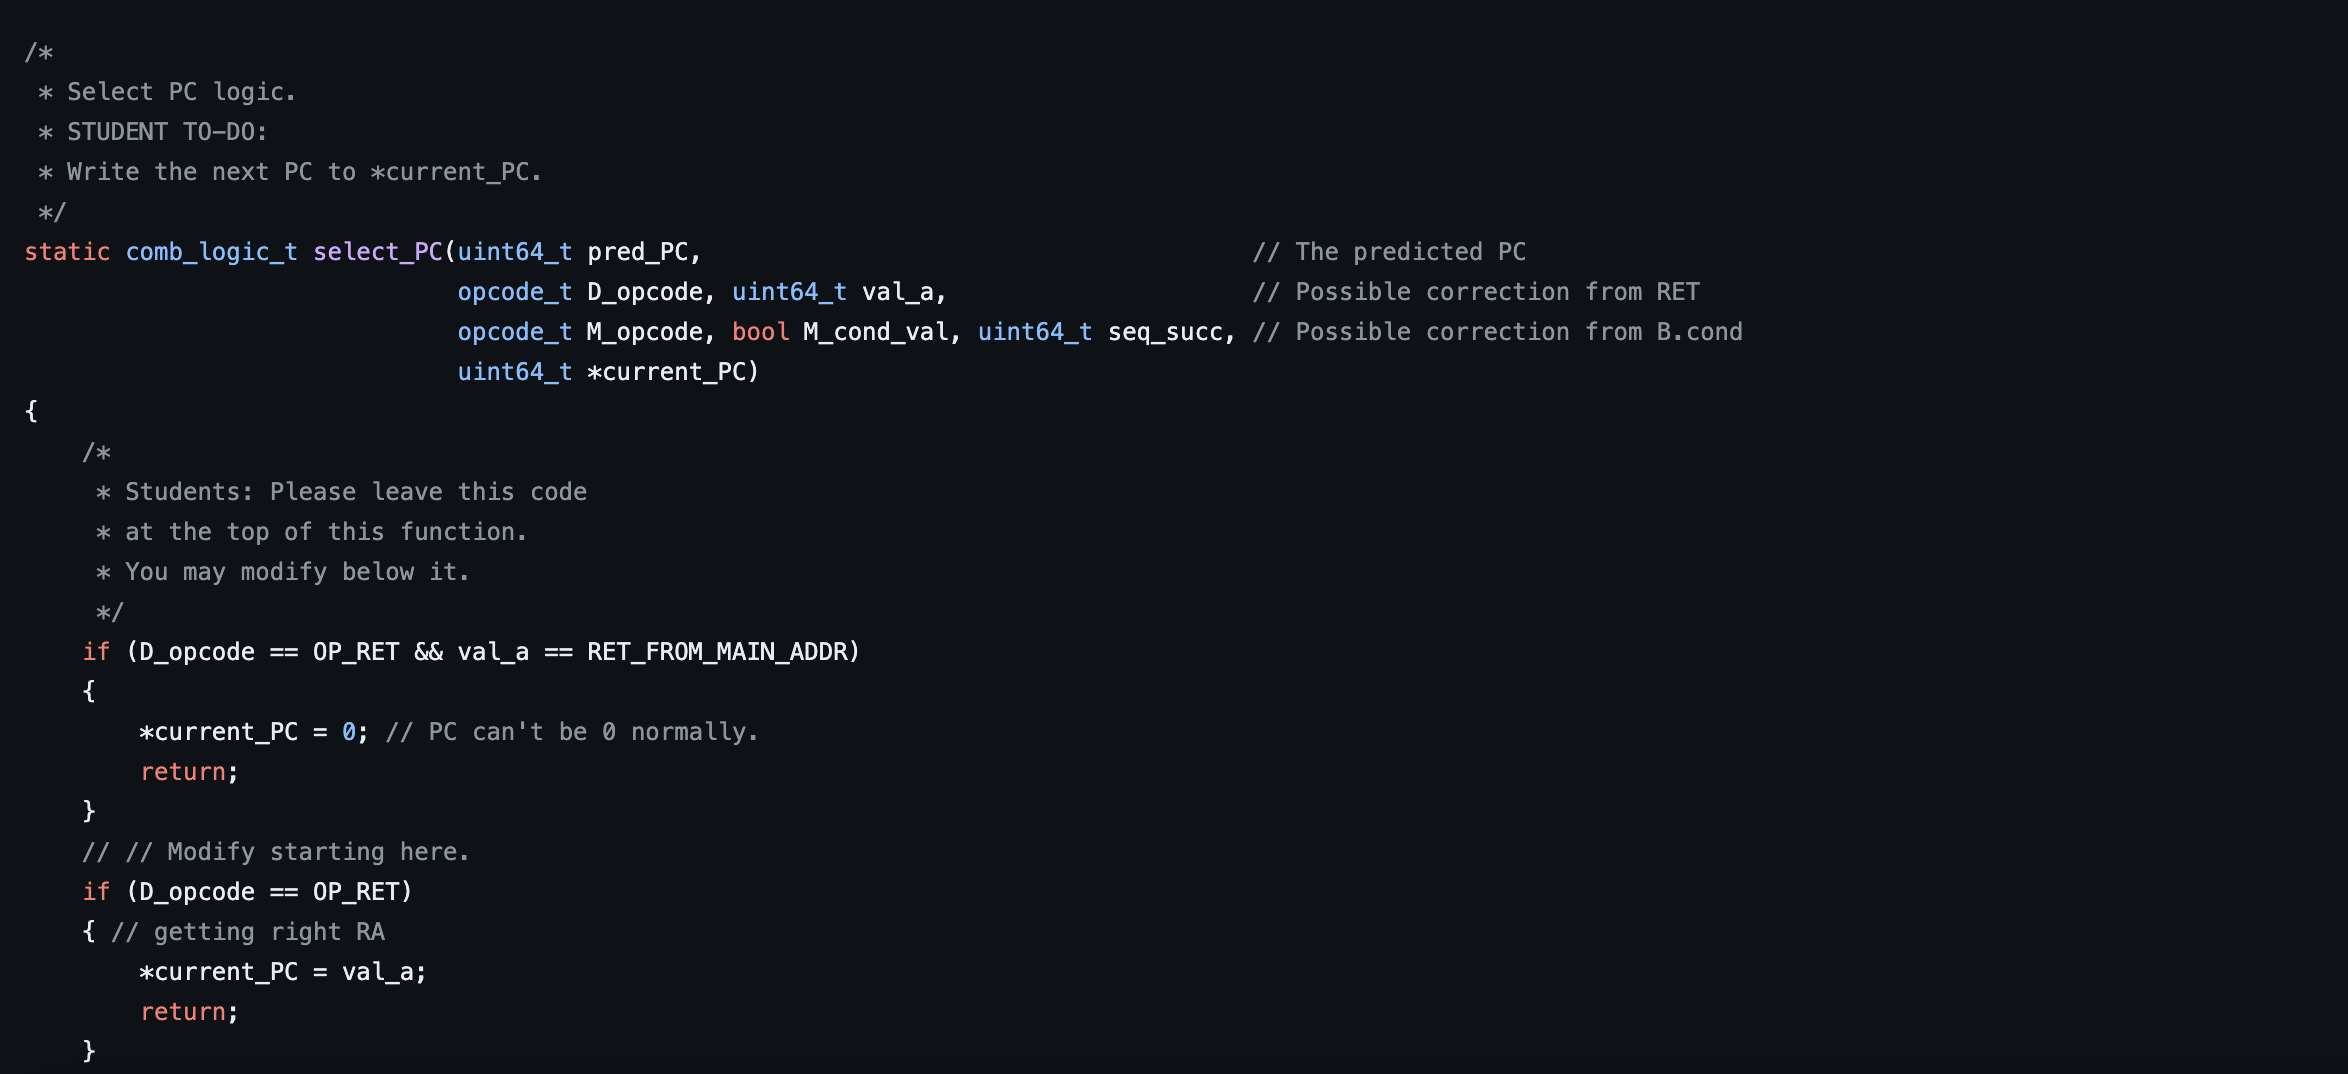 /*
 * Select PC logic.
 * STUDENT TO-DO:
 * Write the next PC to *current_PC.
 */
static comb_logic_t select_PC(uint64_t pred_PC,                                      // The predicted PC
                              opcode_t D_opcode, uint64_t val_a,                     // Possible correction from RET
                              opcode_t M_opcode, bool M_cond_val, uint64_t seq_succ, // Possible correction from B.cond
                              uint64_t *current_PC)
{
    /*
     * Students: Please leave this code
     * at the top of this function.
     * You may modify below it.
     */
    if (D_opcode == OP_RET && val_a == RET_FROM_MAIN_ADDR)
    {
        *current_PC = 0; // PC can't be 0 normally.
        return;
    }
    // // Modify starting here.
    if (D_opcode == OP_RET)
    { // getting right RA
        *current_PC = val_a;
        return;
    }